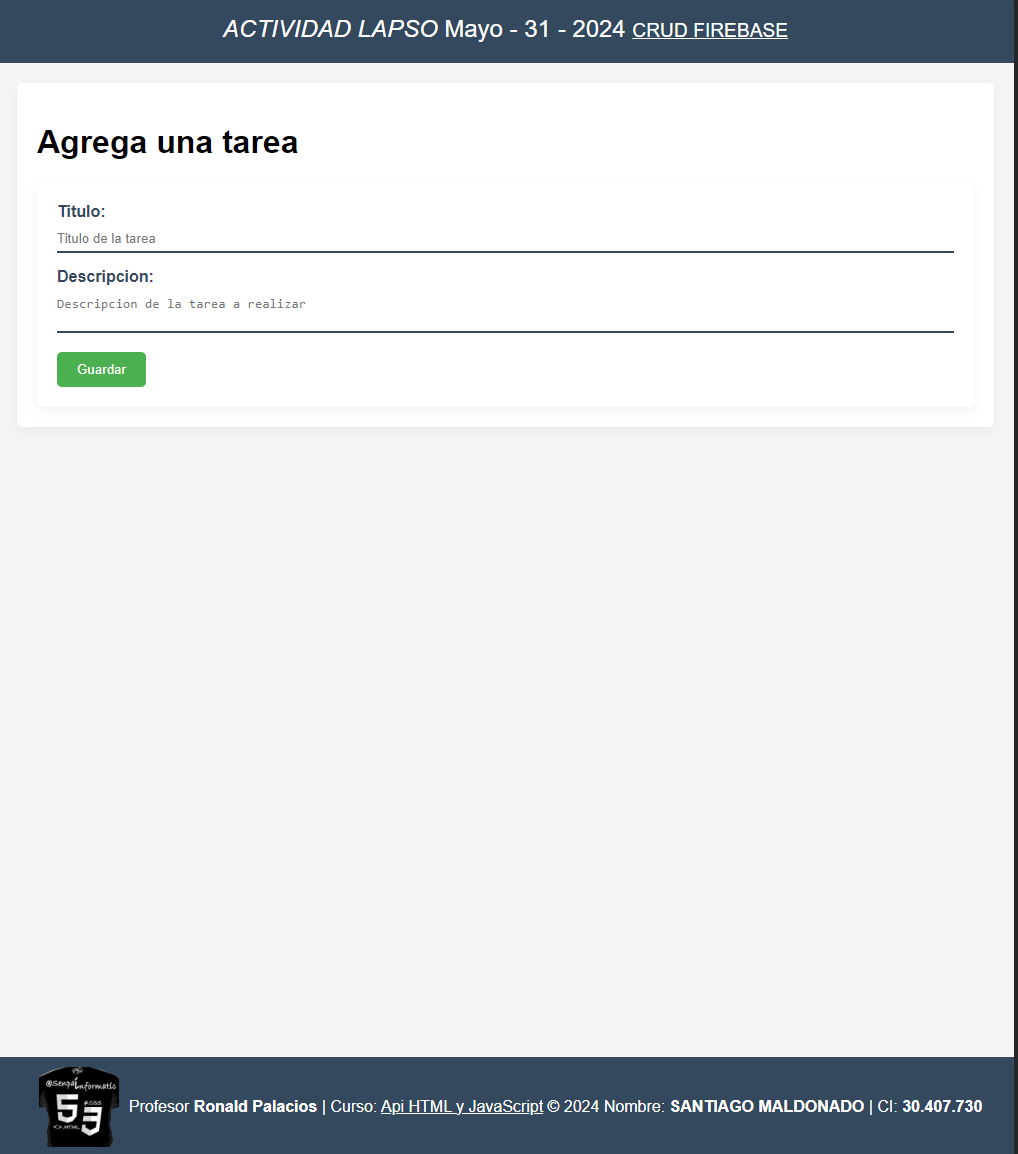 ACTIVIDAD LAPSO Mayo - 31 - 2024 CRUD FIREBASE
Agrega una tarea
Titulo:
Titulo de la tarea
Descripcion:
Descripcion de la tarea a realizar
Guardar
@Senpai Informatic
5 #.CSS
<>.HTML 3
Profesor Ronald Palacios | Curso: Api HTML y JavaScript © 2024 Nombre: SANTIAGO MALDONADO | CI: 30.407.730